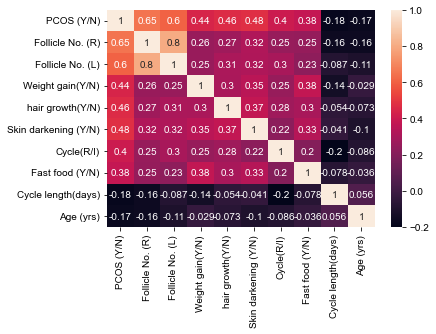 PCOS (Y/N) 1 0.65 0.6 0.44 0.46 0.48 0.4 0.38 -0.18 -0.17
Follicle No. (R) 0.65 1 0.8 0.26 0.27 0.32 0.25 0.25 -0.16 -0.16
Follicle No. (L) 0.6 0.8 1 0.25 0.31 0.32 0.3 0.23 -0.087 -0.11
Weight gain(Y/N) 0.44 0.26 0.25 1 0.3 0.35 0.25 0.38 -0.14 -0.029
hair growth(Y/N) 0.46 0.27 0.31 0.3 1 0.37 0.28 0.3 -0.054 -0.073
Skin darkening (Y/N) 0.48 0.32 0.32 0.35 0.37 1 0.22 0.33 -0.041 -0.1
Cycle(R/I) 0.4 0.25 0.3 0.25 0.28 0.22 1 0.2 -0.2 -0.086
Fast food (Y/N) 0.38 0.25 0.23 0.38 0.3 0.33 0.2 1 -0.078 -0.036
Cycle length(days) -0.18 -0.16 -0.087 -0.14 -0.054 -0.041 -0.2 -0.078 1 0.056
Age (yrs) -0.17 -0.16 -0.11 -0.029 -0.073 -0.1 -0.086 -0.036 0.056 1
PCOS (Y/N)
Follicle No. (R)
Follicle No. (L)
Weight gain(Y/N)
hair growth(Y/N)
Skin darkening (Y/N)
Cycle(R/I)
Fast food (Y/N)
Cycle length(days)
Age (yrs)
1.0
0.8
0.6
0.4
0.2
0.0
-0.2